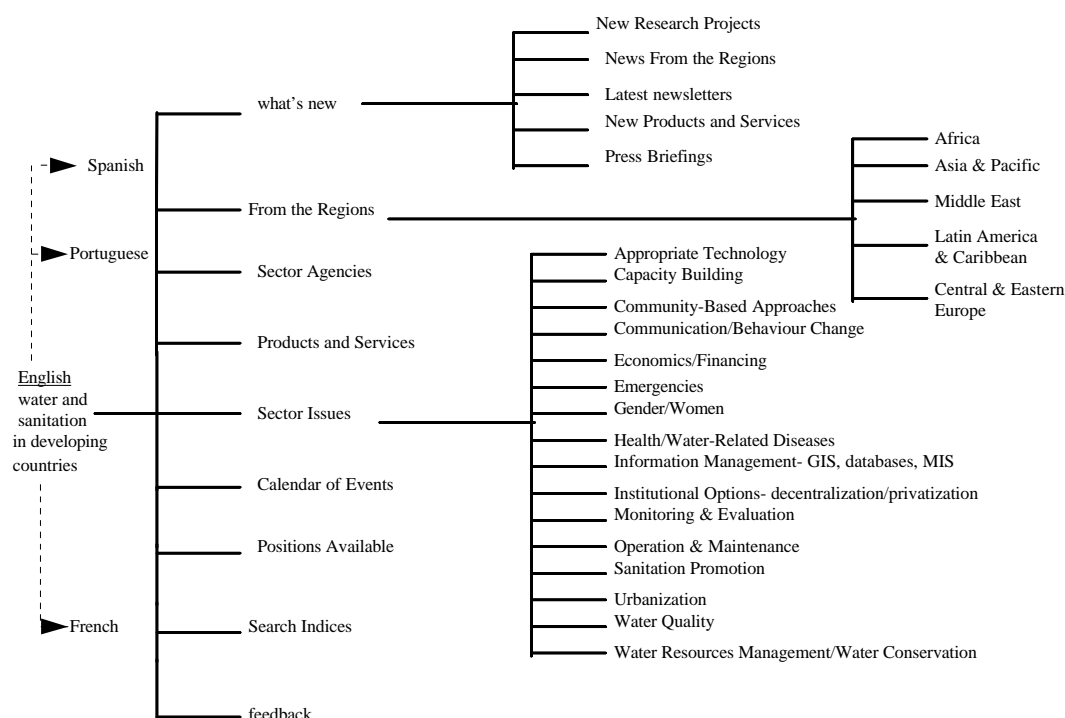 New Research Projects
News From the Regions
what's new
Latest newsletters
New Products and Services
Press Briefings
Africa
Asia & Pacific
Middle East
Latin America
& Caribbean
Central & Eastern
Europe
Spanish
From the Regions
Portuguese
Sector Agencies
Products and Services
English
water and
sanitation
in developing
countries
Sector Issues
Appropriate Technology
Capacity Building
Community-Based Approaches
Communication/Behaviour Change
Economics/Financing
Emergencies
Gender/Women
Health/Water-Related Diseases
Information Management- GIS, databases, MIS
Institutional Options- decentralization/privatization
Monitoring & Evaluation
Operation & Maintenance
Sanitation Promotion
Urbanization
Water Quality
Water Resources Management/Water Conservation
Calendar of Events
Positions Available
French
Search Indices
feedback